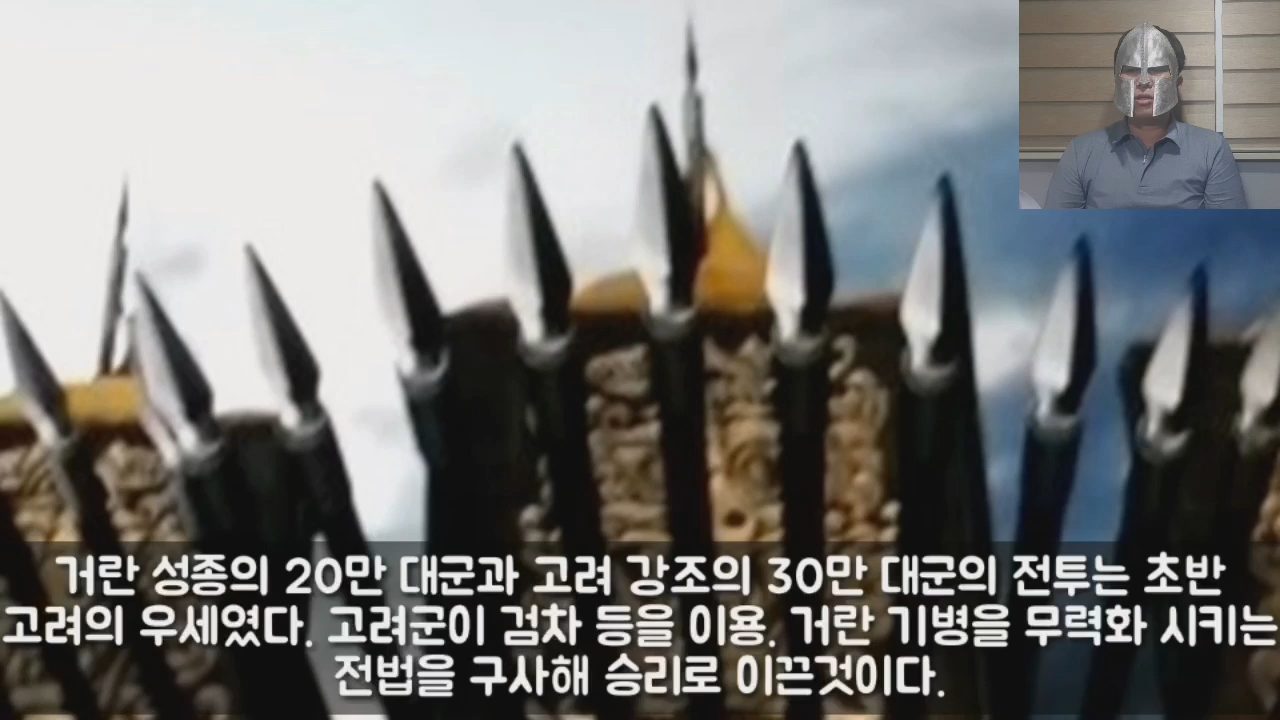 거란 성종의 20만 대군과 고려 강조의 30만 대군의 전투는 초반
고려의 우세였다. 고려군이 검차 등을 이용. 거란 기병을 무력화 시키는
전법을 구사해 승리로 이끈것이다.